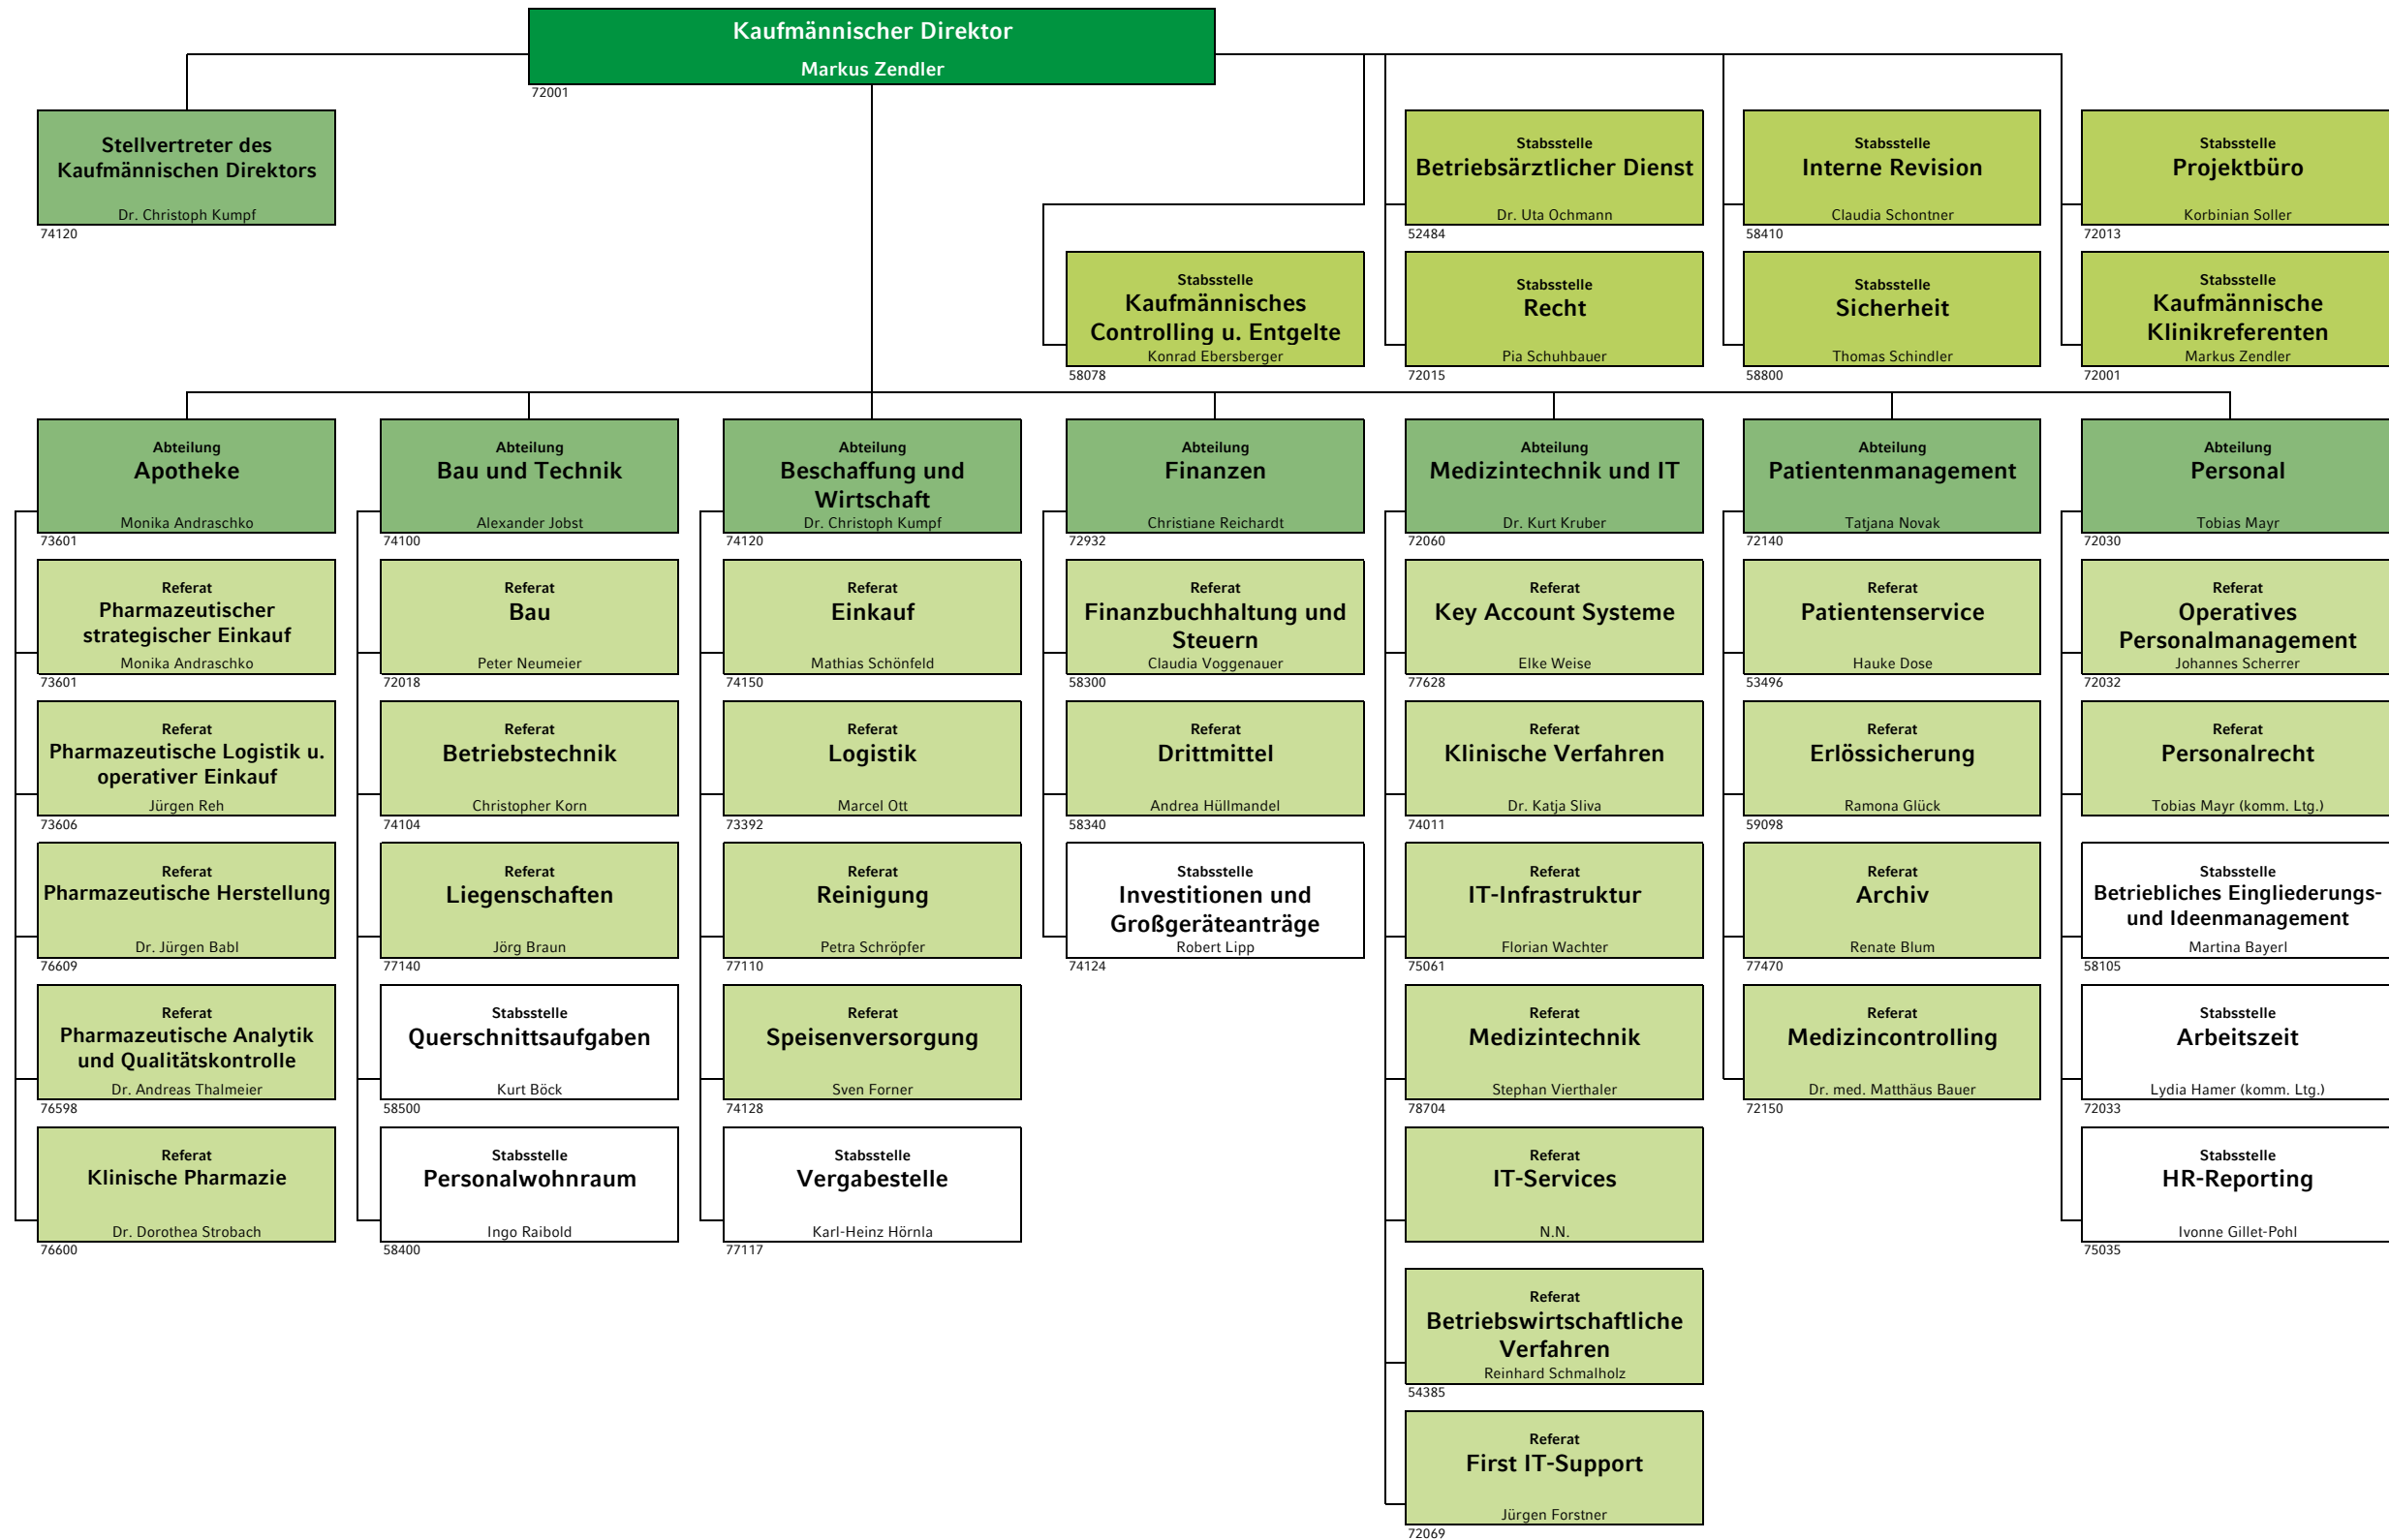 Kaufmännischer Direktor
Markus Zendler
72001
Stellvertreter des
Kaufmännischen Direktors
Dr. Christoph Kumpf
74120
Stabsstelle
Betriebsärztlicher Dienst
Dr. Uta Ochmann
52484
Stabsstelle
Interne Revision
Claudia Schontner
58410
Stabsstelle
Projektbüro
Korbinian Soller
72013
Stabsstelle
Kaufmännisches
Controlling u. Entgelte
Konrad Ebersberger
58078
Stabsstelle
Recht
Pia Schuhbauer
72015
Stabsstelle
Sicherheit
Thomas Schindler
58800
Stabsstelle
Kaufmännische
Klinikreferenten
Markus Zendler
72001
Abteilung
Apotheke
Monika Andraschko
73601
Referat
Pharmazeutischer
strategischer Einkauf
Monika Andraschko
73601
Referat
Pharmazeutische Logistik u.
operativer Einkauf
Jürgen Reh
73606
Referat
Pharmazeutische Herstellung
Dr. Jürgen Babl
76609
Referat
Pharmazeutische Analytik
und Qualitätskontrolle
Dr. Andreas Thalmeier
76598
Referat
Klinische Pharmazie
Dr. Dorothea Strobach
76600
Abteilung
Bau und Technik
Alexander Jobst
74100
Referat
Bau
Peter Neumeier
72018
Referat
Betriebstechnik
Christopher Korn
74104
Referat
Liegenschaften
Jörg Braun
77140
Stabsstelle
Querschnittsaufgaben
Kurt Böck
58500
Stabsstelle
Personalwohnraum
Ingo Raibold
58400
Abteilung
Beschaffung und
Wirtschaft
Dr. Christoph Kumpf
74120
Referat
Einkauf
Mathias Schönfeld
74150
Referat
Logistik
Marcel Ott
73392
Referat
Reinigung
Petra Schröpfer
77110
Referat
Speisenversorgung
Sven Forner
74128
Stabsstelle
Vergabestelle
Karl-Heinz Hörnla
77117
Abteilung
Finanzen
Christiane Reichardt
72932
Referat
Finanzbuchhaltung und
Steuern
Claudia Voggenauer
58300
Referat
Drittmittel
Andrea Hüllmandel
58340
Stabsstelle
Investitionen und
Großgeräteanträge
Robert Lipp
74124
Abteilung
Medizintechnik und IT
Dr. Kurt Kruber
72060
Referat
Key Account Systeme
Elke Weise
77628
Referat
Klinische Verfahren
Dr. Katja Sliva
74011
Referat
IT-Infrastruktur
Florian Wachter
75061
Referat
Medizintechnik
Stephan Vierthaler
78704
Referat
IT-Services
N.N.
Referat
Betriebswirtschaftliche
Verfahren
Reinhard Schmalholz
54385
Referat
First IT-Support
Jürgen Forstner
72069
Abteilung
Patientenmanagement
Tatjana Novak
72140
Referat
Patientenservice
Hauke Dose
53496
Referat
Erlössicherung
Ramona Glück
59098
Referat
Archiv
Renate Blum
77470
Referat
Medizincontrolling
Dr. med. Matthäus Bauer
72150
Abteilung
Personal
Tobias Mayr
72030
Referat
Operatives
Personalmanagement
Johannes Scherrer
72032
Referat
Personalrecht
Tobias Mayr (komm. Ltg.)
Stabsstelle
Betriebliches Eingliederungs-
und Ideenmanagement
Martina Bayerl
58105
Stabsstelle
Arbeitszeit
Lydia Hamer (komm. Ltg.)
72033
Stabsstelle
HR-Reporting
Ivonne Gillet-Pohl
75035